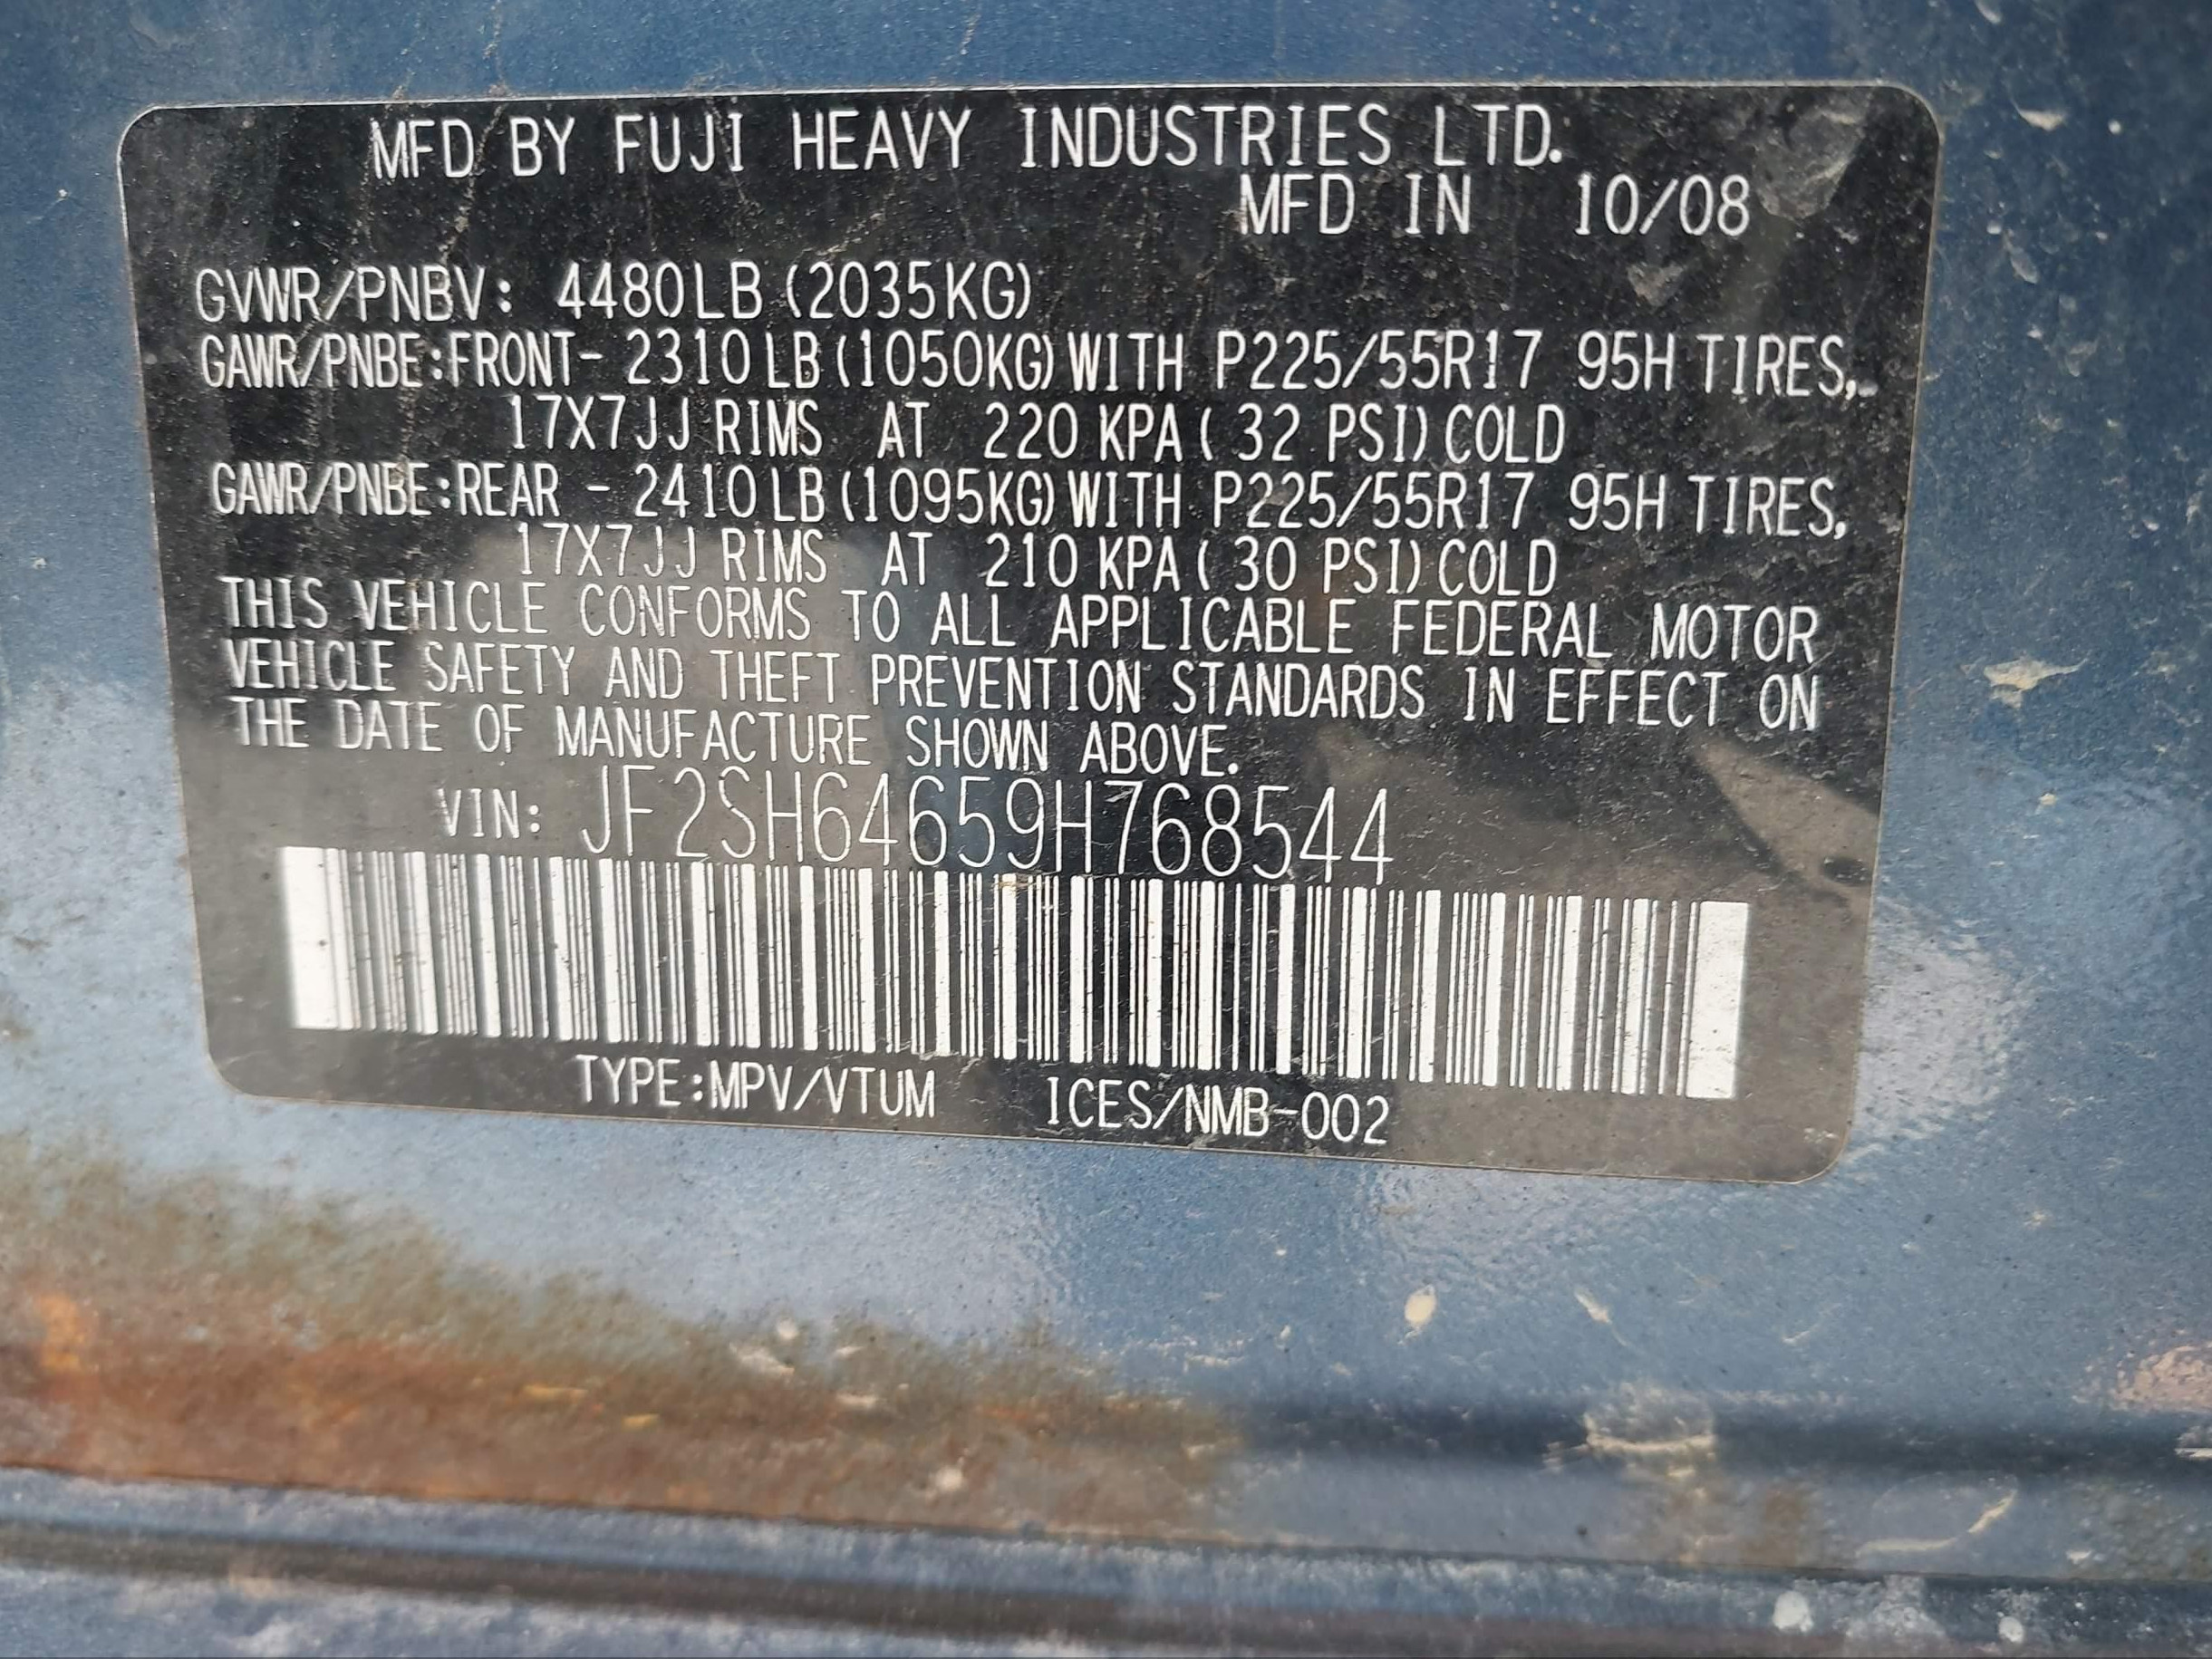 MFD BY FUJI HEAVY INDUSTRIES LTD.
MFD IN 10/08
GVWR/PNBV: 4480LB (2035KG)
GAWR/PNBE:FRONT- 2310LB(1050KG)WITH P225/55R17 95H TIRES,
17X7JJ RIMS AT 220 KPA( 32 PSI)COLD
GAWR/PNBE:REAR - 2410LB(1095KG)WITH P225/55R17 95H TIRES,
17X7JJ RIMS AT 210 KPA( 30 PSI)COLD
THIS VEHICLE CONFORMS TO ALL APPLICABLE FEDERAL MOTOR
VEHICLE SAFETY AND THEFT PREVENTION STANDARDS IN EFFECT ON
THE DATE OF MANUFACTURE SHOWN ABOVE.
VIN: JF2SH64659H768544
TYPE:MPV/VTUM ICES/NMB-002